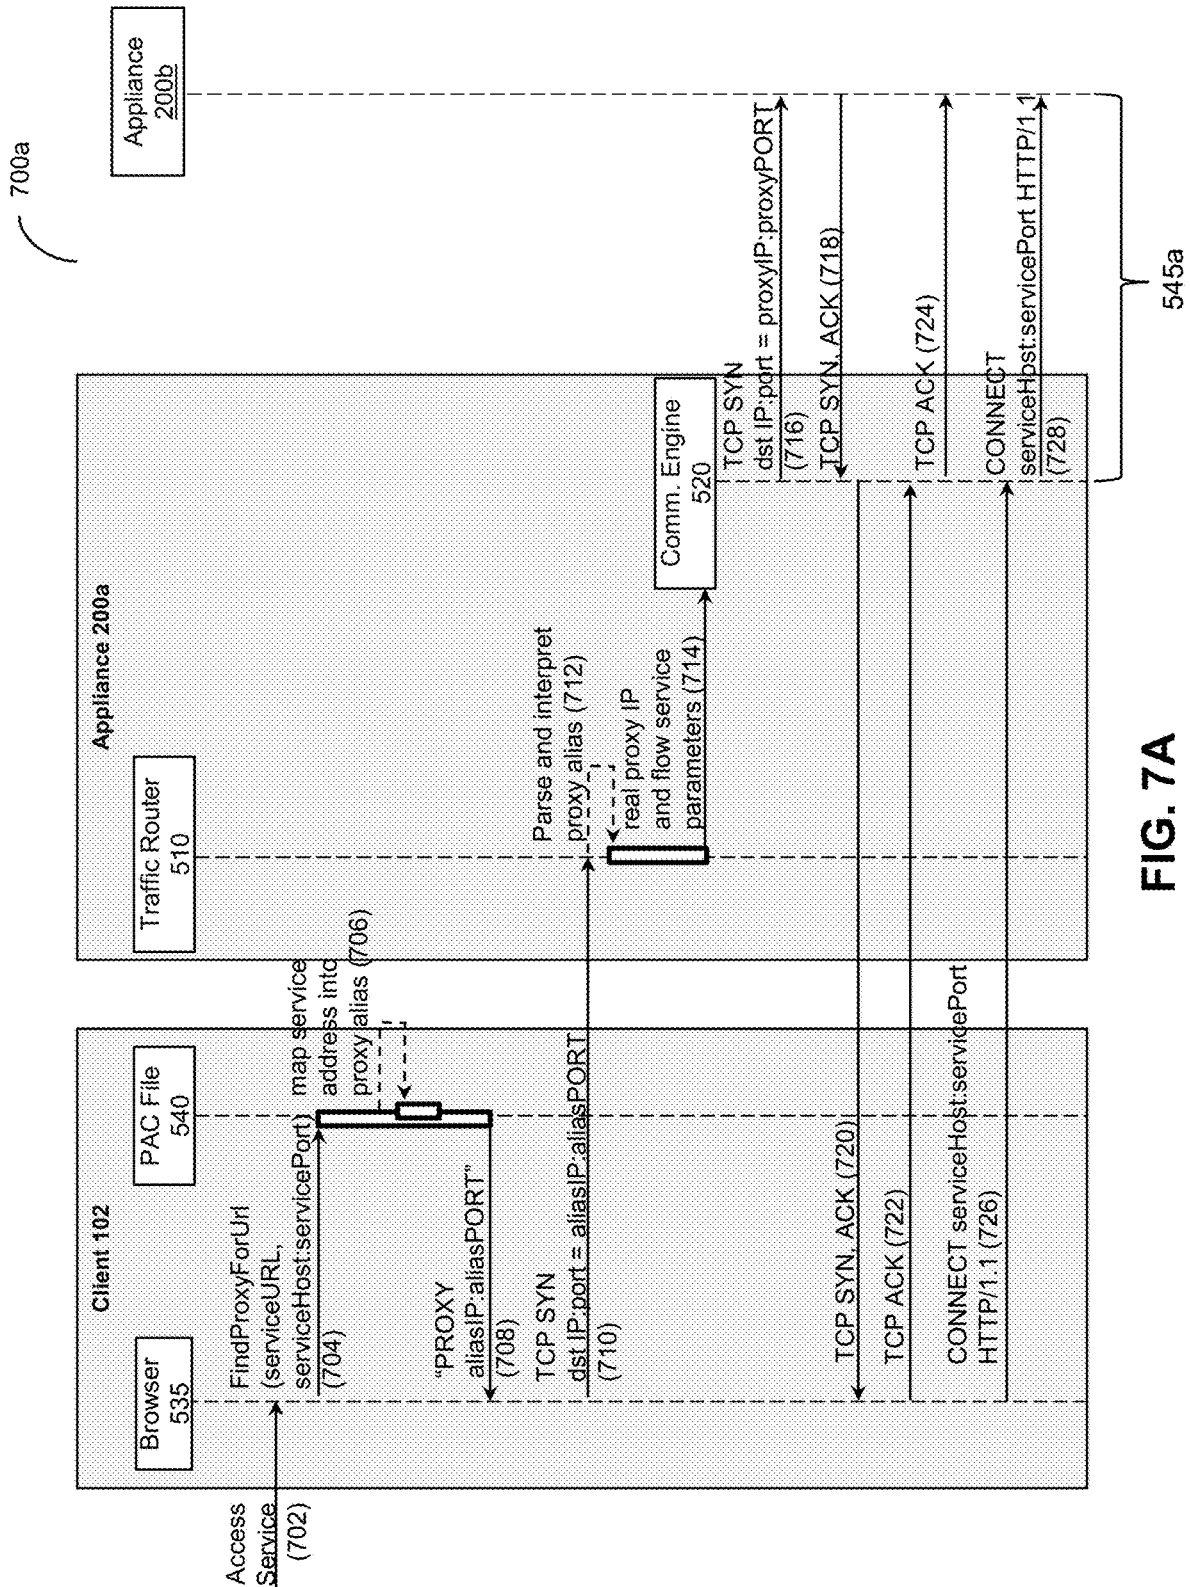 700a
Client 102
Appliance 200a
Browser
535
PAC File
540
Traffic Router
510
Appliance
200b
Access
Service
(702)
FindProxyForUrl
(serviceURL,
serviceHost:servicePort)
(704)
map service
address into
proxy alias (706)
“PROXY
aliasIP:aliasPORT”
(708)
TCP SYN
dst IP:port = aliasIP:aliasPORT
(710)
Parse and interpret
proxy alias (712)
real proxy IP
and flow service
parameters (714)
Comm. Engine
520
TCP SYN
dst IP:port = proxyIP:proxyPORT
(716)
TCP SYN, ACK (718)
TCP SYN, ACK (720)
TCP ACK (722)
TCP ACK (724)
CONNECT serviceHost:servicePort
HTTP/1.1 (726)
CONNECT
serviceHost:servicePort HTTP/1.1
(728)
545a
FIG. 7A